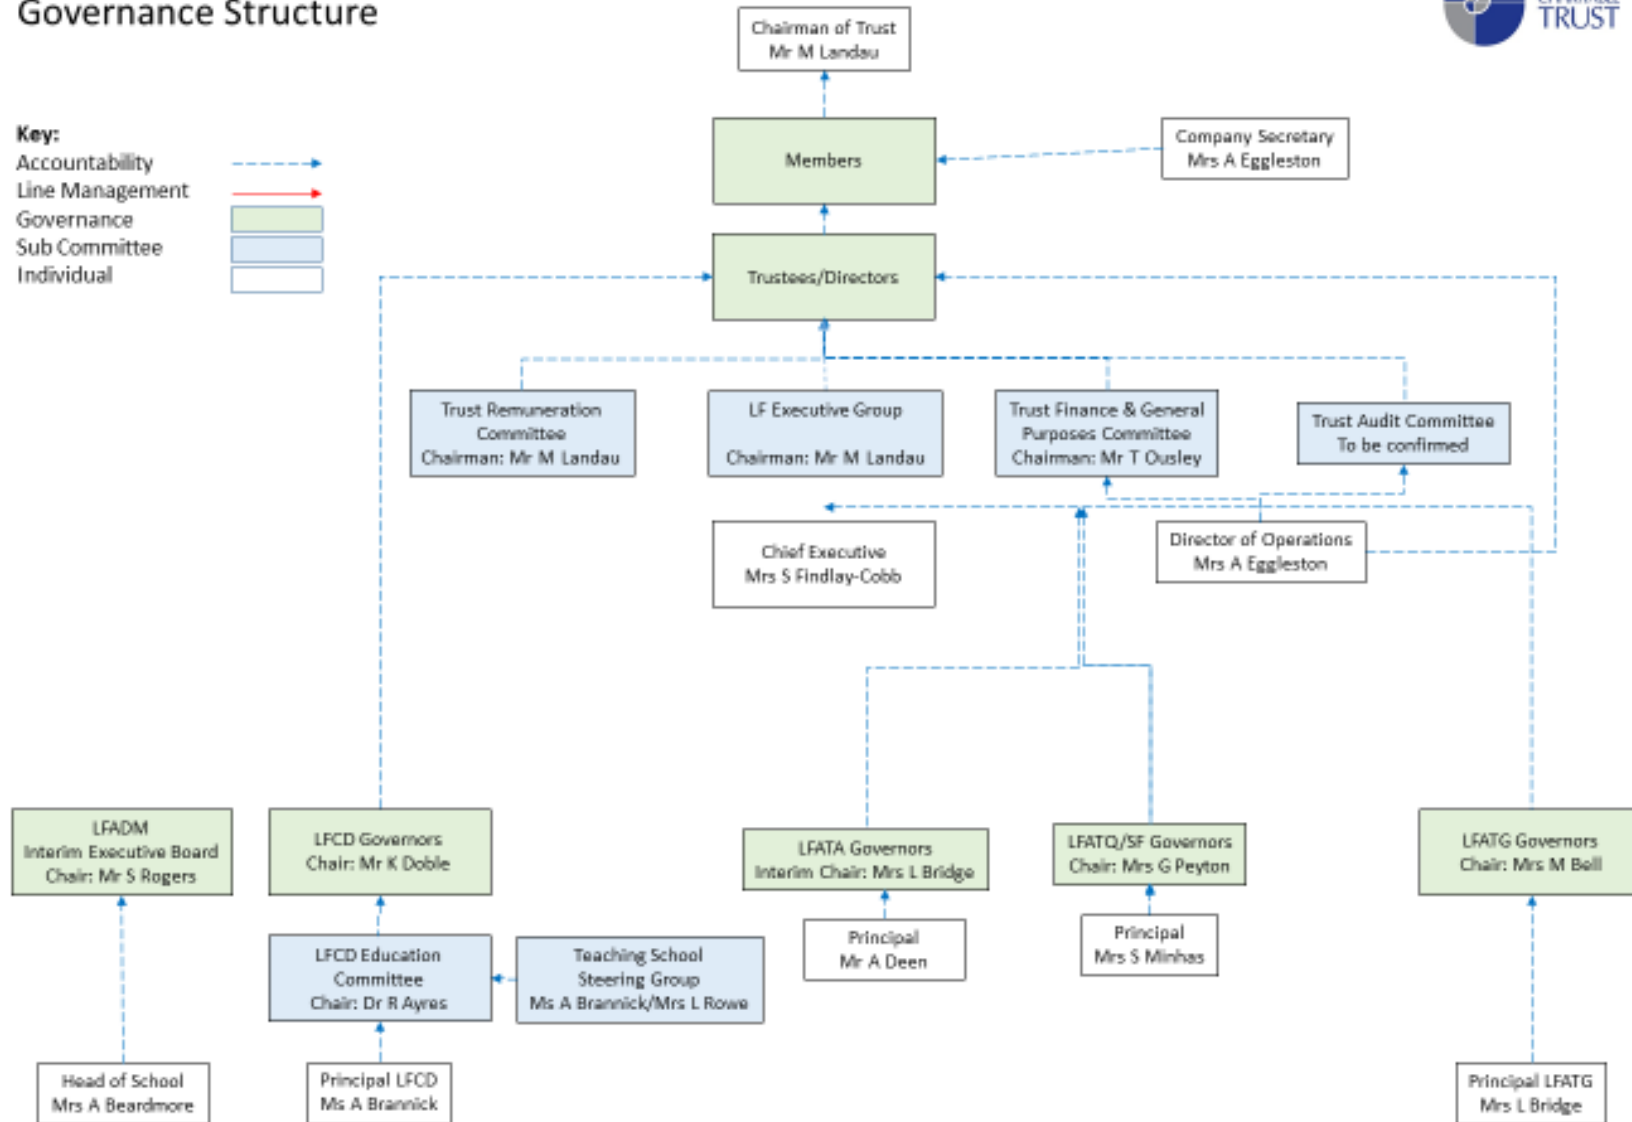 Governance Structure
TRUST
Chairman of Trust
Mr M Landau
Key:
Accountability
Line Management
Governance
Sub Committee
Individual
Members
Company Secretary
Mrs A Eggleston
Trustees/Directors
Trust Remuneration
Committee
Chairman: Mr M Landau
LF Executive Group
Chairman: Mr M Landau
Trust Finance & General
Purposes Committee
Chairman: Mr T Ousley
Trust Audit Committee
To be confirmed
Chief Executive
Mrs S Findlay-Cobb
Director of Operations
Mrs A Eggleston
LFADM
Interim Executive Board
Chair: Mr S Rogers
LFCD Governors
Chair: Mr K Doble
LFATA Governors
Interim Chair: Mrs L Bridge
LFATQ/SF Governors
Chair: Mrs G Peyton
LFATG Governors
Chair: Mrs M Bell
LFCD Education
Committee
Chair: Dr R Ayres
Teaching School
Steering Group
Ms A Brannick/Mrs L Rowe
Principal
Mr A Deen
Principal
Mrs S Minhas
Head of School
Mrs A Beardmore
Principal LFCD
Ms A Brannick
Principal LFATG
Mrs L Bridge